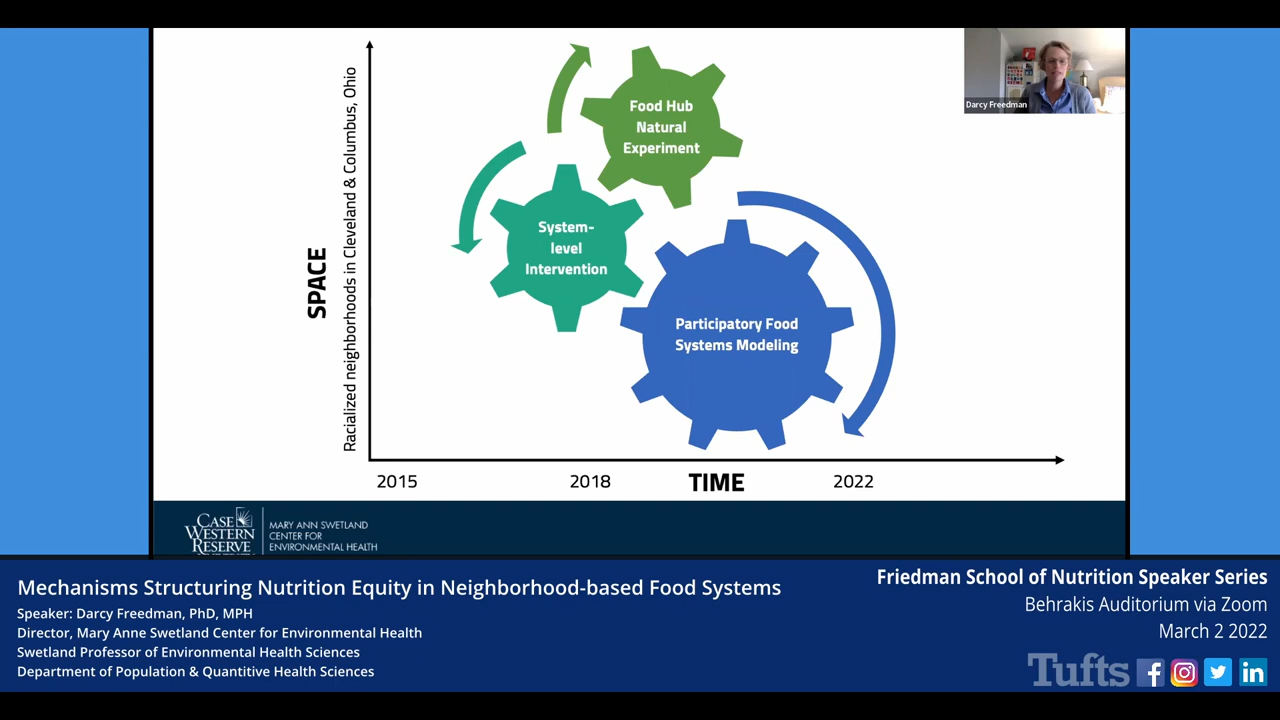 Food Hub
Natural
Experiment
System-
level
Intervention
Participatory Food
Systems Modeling
SPACE
Racialized neighborhoods in Cleveland & Columbus, Ohio
2015
2018
TIME
2022
Darcy Freedman
CASE
WESTERN
RESERVE
MARY ANN SWETLAND
CENTER FOR
ENVIRONMENTAL HEALTH
Mechanisms Structuring Nutrition Equity in Neighborhood-based Food Systems
Speaker: Darcy Freedman, PhD, MPH
Director, Mary Anne Swetland Center for Environmental Health
Swetland Professor of Environmental Health Sciences
Department of Population & Quantitive Health Sciences
Friedman School of Nutrition Speaker Series
Behrakis Auditorium via Zoom
March 2 2022
Tufts